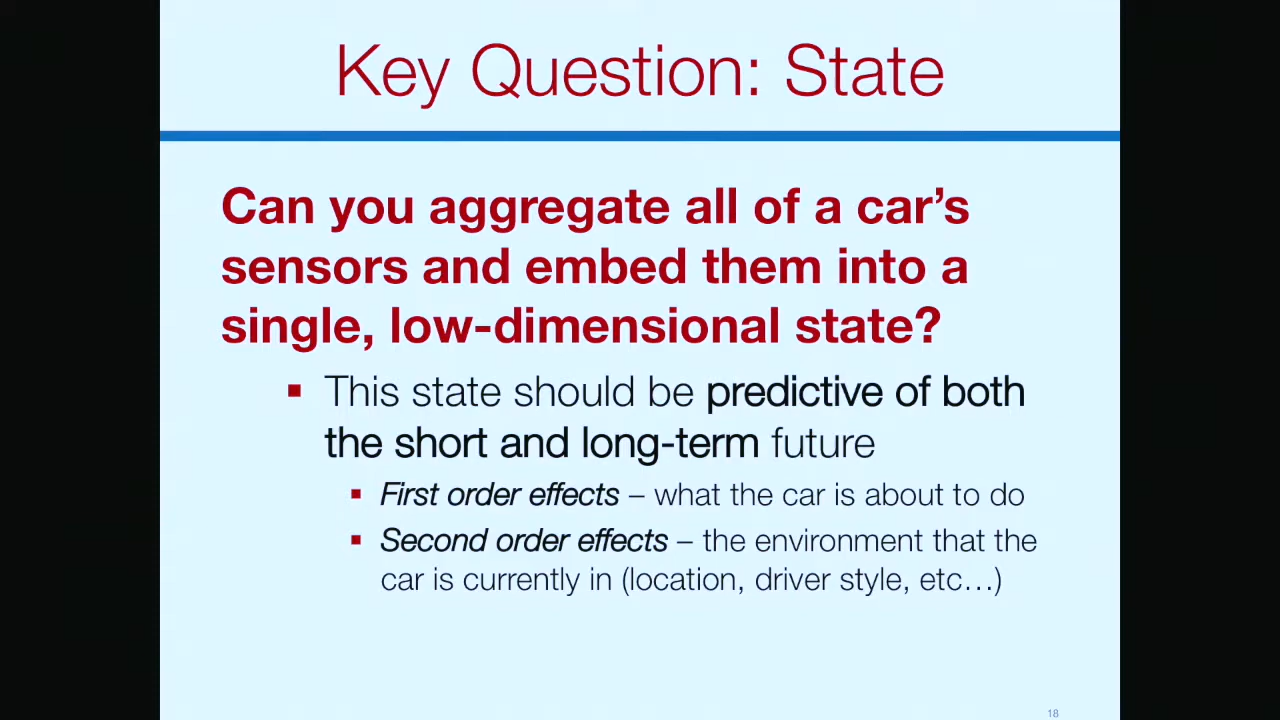 Key Question: State
Can you aggregate all of a car’s
sensors and embed them into a
single, low-dimensional state?
▪ This state should be predictive of both
the short and long-term future
▪ First order effects – what the car is about to do
▪ Second order effects – the environment that the
car is currently in (location, driver style, etc…)
18